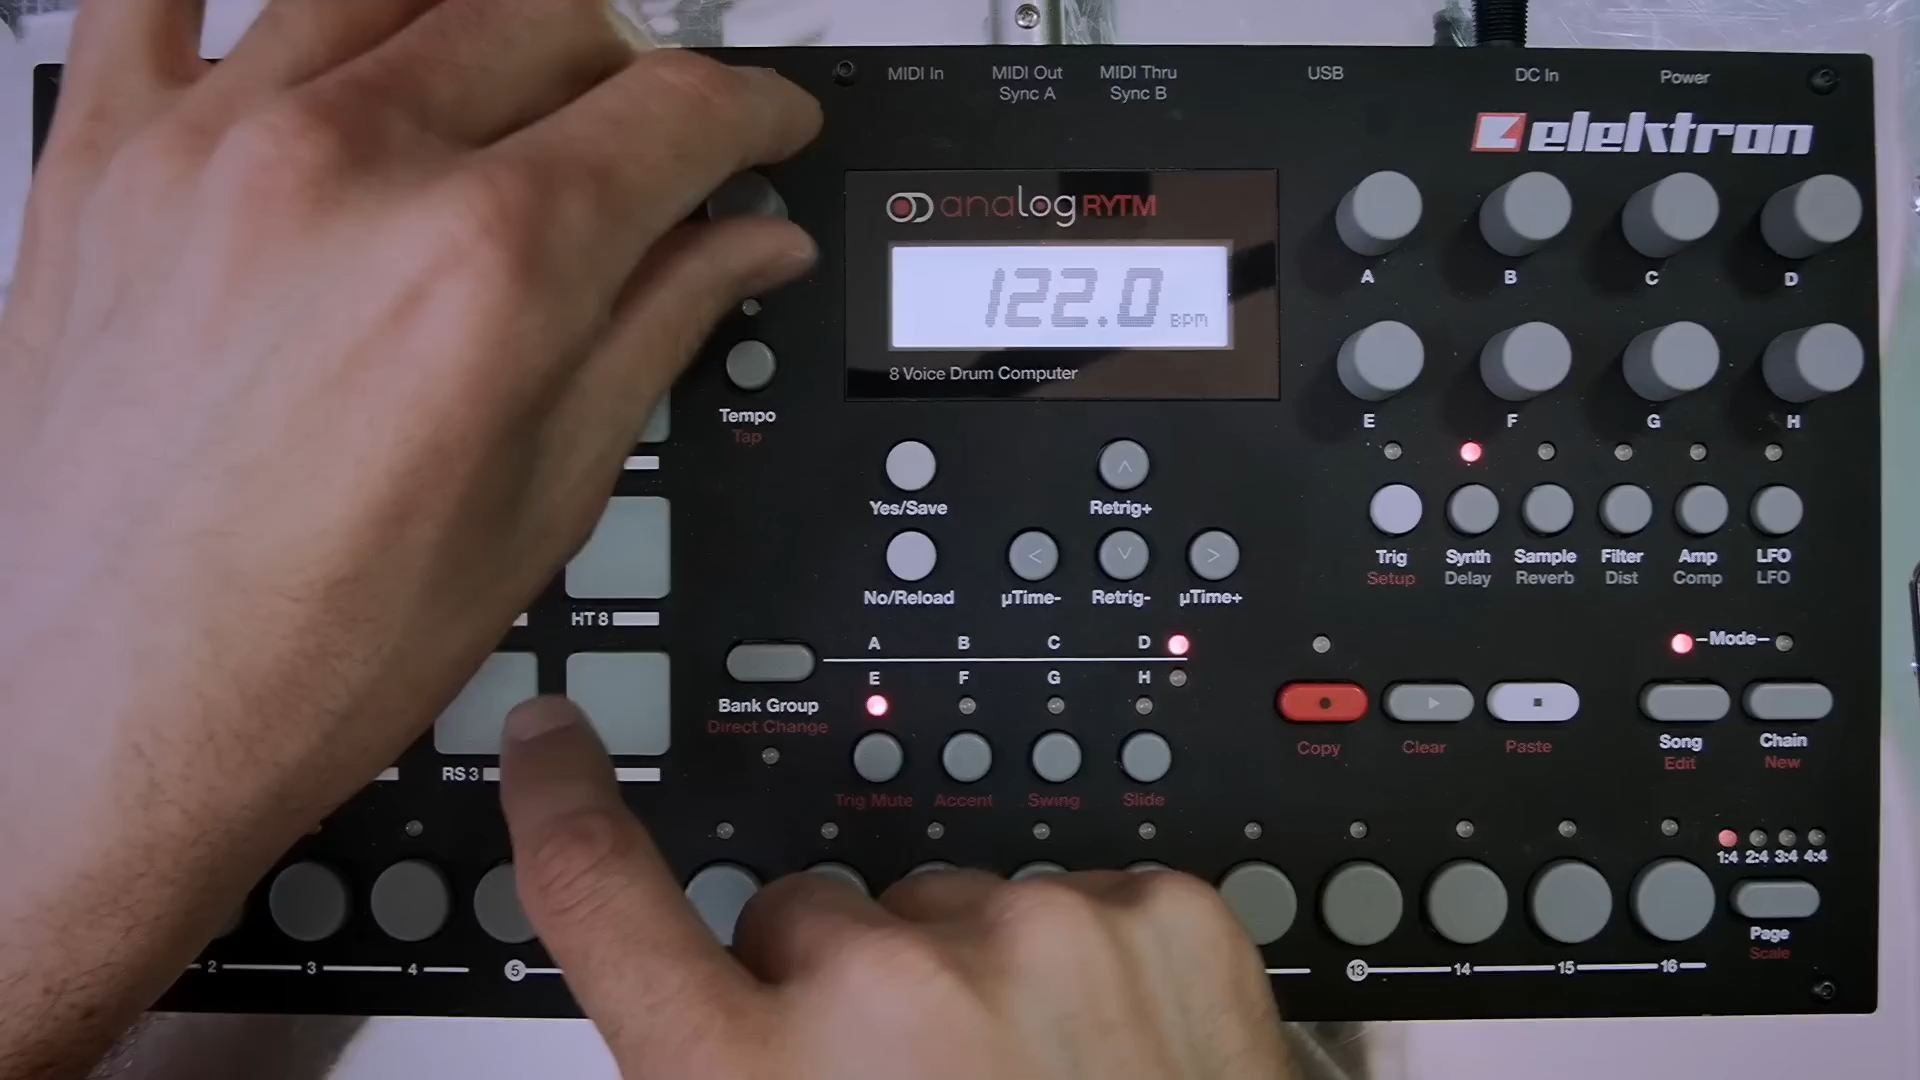 MIDI In
MIDI Out
Sync A
MIDI Thru
Sync B
USB
DC In
Power
elektron
analog RYTM
122.0 BPM
8 Voice Drum Computer
A B C D
E F G H
Tempo
Tap
Yes/Save
Retrig+
No/Reload
µTime-
Retrig-
µTime+
Trig
Setup
Synth
Delay
Sample
Reverb
Filter
Dist
Amp
Comp
LFO
LFO
HT 8
A B C D
E F G H
Bank Group
Direct Change
Mode
RS 3
Copy
Clear
Paste
Song
Edit
Chain
New
Trig Mute
Accent
Swing
Slide
1:4 2:4 3:4 4:4
Page
Scale
2 3 4 5 13 14 15 16